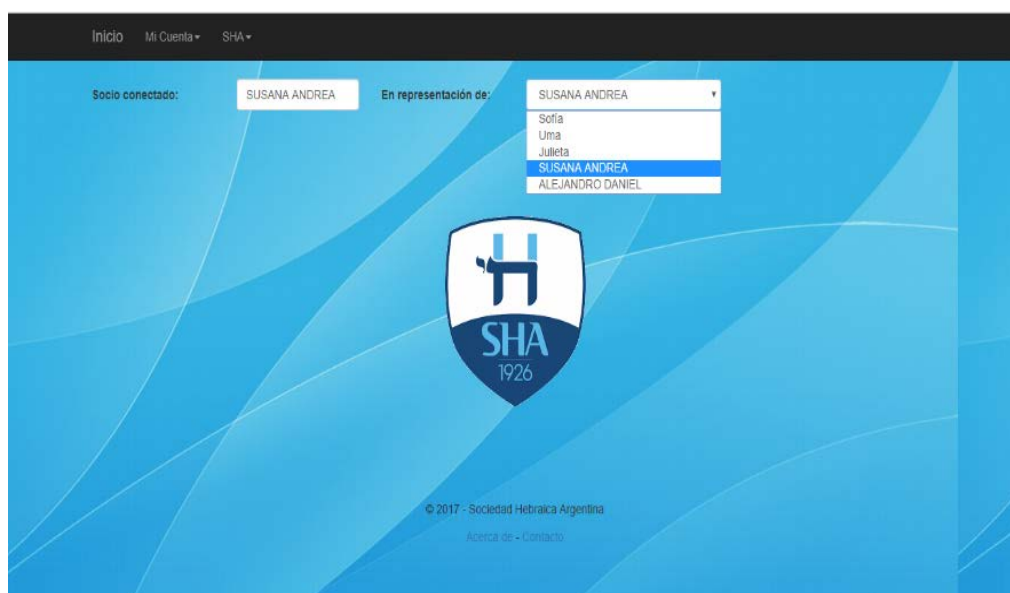 Inicio Mi Cuenta SHA
Socio conectado: SUSANA ANDREA En representación de: SUSANA ANDREA
Sofía
Uma
Julieta
SUSANA ANDREA
ALEJANDRO DANIEL
SHA
1926
© 2017 - Sociedad Hebraica Argentina
Acerca de - Contacto